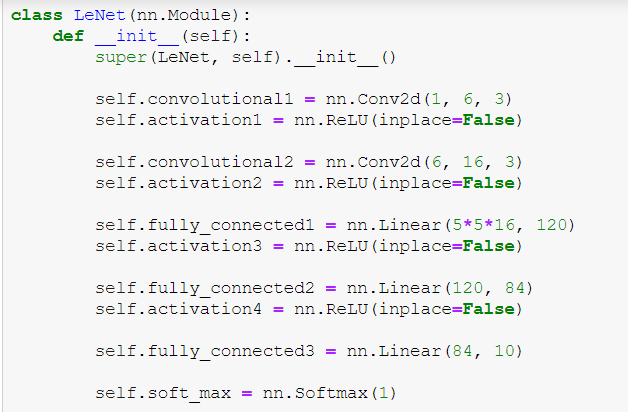 class LeNet(nn.Module):
    def __init__(self):
        super(LeNet, self).__init__()

        self.convolutional1 = nn.Conv2d(1, 6, 3)
        self.activation1 = nn.ReLU(inplace=False)

        self.convolutional2 = nn.Conv2d(6, 16, 3)
        self.activation2 = nn.ReLU(inplace=False)

        self.fully_connected1 = nn.Linear(5*5*16, 120)
        self.activation3 = nn.ReLU(inplace=False)

        self.fully_connected2 = nn.Linear(120, 84)
        self.activation4 = nn.ReLU(inplace=False)

        self.fully_connected3 = nn.Linear(84, 10)

        self.soft_max = nn.Softmax(1)